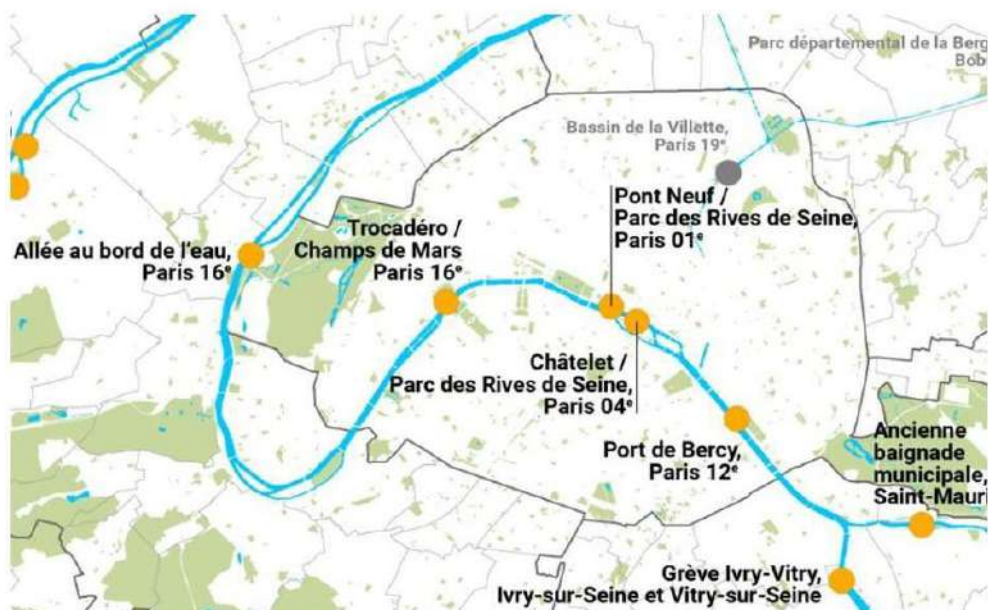 Parc départemental de la Berg
Bob
Bassin de la Villette,
Paris 19ᵉ
Pont Neuf /
Parc des Rives de Seine,
Paris 01ᵉ
Trocadéro /
Champs de Mars
Paris 16ᵉ
Allée au bord de l'eau,
Paris 16ᵉ
Châtelet /
Parc des Rives de Seine,
Paris 04ᵉ
Port de Bercy,
Paris 12ᵉ
Ancienne
baignade
municipale,
Saint-Mauri
Grève Ivry-Vitry,
Ivry-sur-Seine et Vitry-sur-Seine